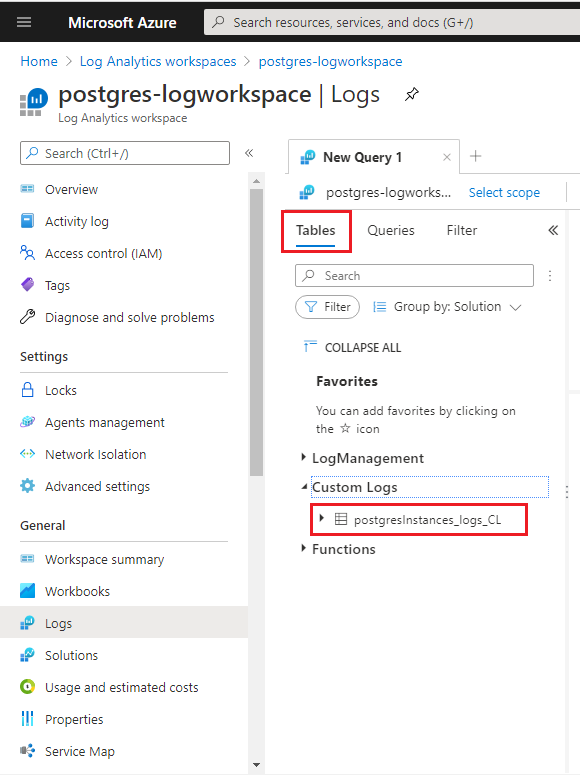 Microsoft Azure
Search resources, services, and docs (G+/)
Home > Log Analytics workspaces > postgres-logworkspace
postgres-logworkspace | Logs
Log Analytics workspace
Search (Ctrl+/)
«
Overview
Activity log
Access control (IAM)
Tags
Diagnose and solve problems
Settings
Locks
Agents management
Network Isolation
Advanced settings
General
Workspace summary
Workbooks
Logs
Solutions
Usage and estimated costs
Properties
Service Map
New Query 1
postgres-logworks... Select scope
Tables Queries Filter «
Search
Filter Group by: Solution
COLLAPSE ALL
Favorites
You can add favorites by clicking on
the ☆ icon
LogManagement
Custom Logs
postgresInstances_logs_CL
Functions